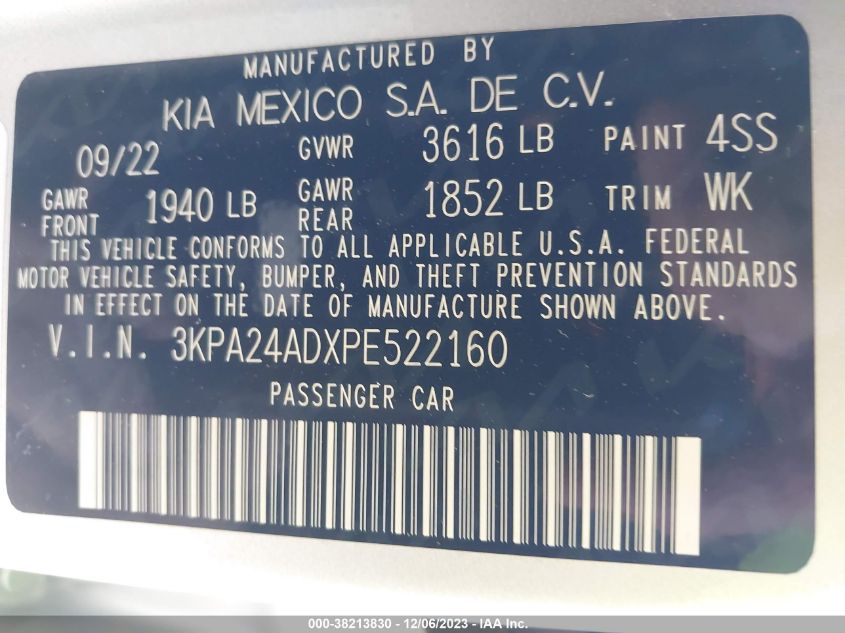 MANUFACTURED BY
KIA MEXICO S.A. DE C.V.
09/22 GVWR 3616 LB PAINT 4SS
GAWR FRONT 1940 LB GAWR REAR 1852 LB TRIM WK
THIS VEHICLE CONFORMS TO ALL APPLICABLE U.S.A. FEDERAL
MOTOR VEHICLE SAFETY, BUMPER, AND THEFT PREVENTION STANDARDS
IN EFFECT ON THE DATE OF MANUFACTURE SHOWN ABOVE.
V.I.N. 3KPA24ADXPE522160
PASSENGER CAR
000-38213830 - 12/06/2023 - IAA Inc.